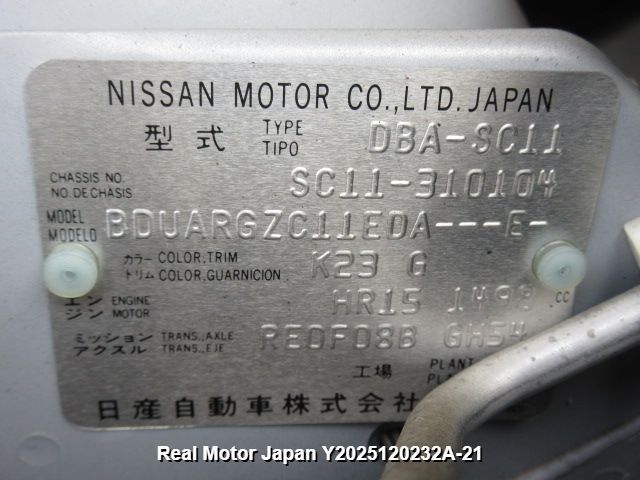 NISSAN MOTOR CO.,LTD. JAPAN
型式 TYPE TIPO DBA-SC11
CHASSIS NO. NO. DE CHASIS SC11-310104
MODEL MODELO BDUARGZC11EDA---E-
カラー COLOR,TRIM トリム COLOR,GUARNICION K23 G
エンジン ENGINE MOTOR HR15 1498 CC
ミッション アクスル TRANS.,AXLE TRANS.,EJE RE0F08B GH54
工場 PLANT
日産自動車株式会社
Real Motor Japan Y2025120232A-21